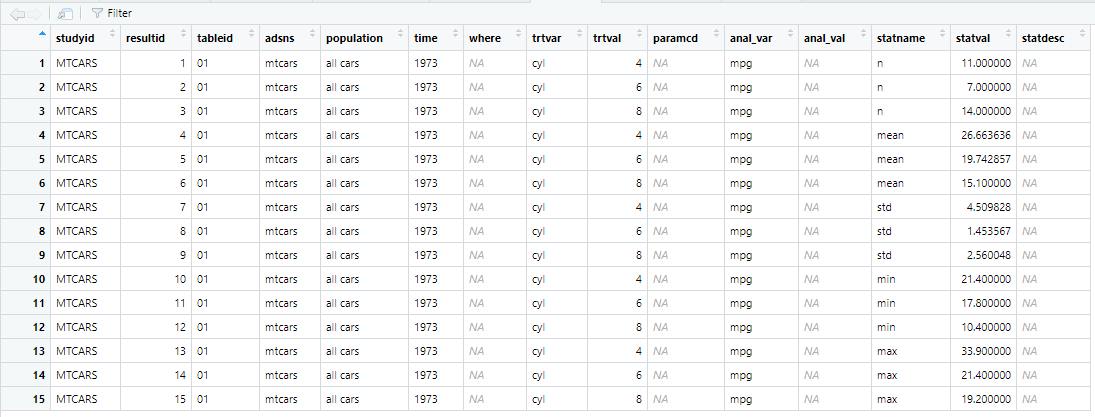 Filter
studyid resultid tableid adsns population time where trtvar trtval paramcd anal_var anal_val statname statval statdesc
1 MTCARS 1 01 mtcars all cars 1973 NA cyl 4 NA mpg NA n 11.000000 NA
2 MTCARS 2 01 mtcars all cars 1973 NA cyl 6 NA mpg NA n 7.000000 NA
3 MTCARS 3 01 mtcars all cars 1973 NA cyl 8 NA mpg NA n 14.000000 NA
4 MTCARS 4 01 mtcars all cars 1973 NA cyl 4 NA mpg NA mean 26.663636 NA
5 MTCARS 5 01 mtcars all cars 1973 NA cyl 6 NA mpg NA mean 19.742857 NA
6 MTCARS 6 01 mtcars all cars 1973 NA cyl 8 NA mpg NA mean 15.100000 NA
7 MTCARS 7 01 mtcars all cars 1973 NA cyl 4 NA mpg NA std 4.509828 NA
8 MTCARS 8 01 mtcars all cars 1973 NA cyl 6 NA mpg NA std 1.453567 NA
9 MTCARS 9 01 mtcars all cars 1973 NA cyl 8 NA mpg NA std 2.560048 NA
10 MTCARS 10 01 mtcars all cars 1973 NA cyl 4 NA mpg NA min 21.400000 NA
11 MTCARS 11 01 mtcars all cars 1973 NA cyl 6 NA mpg NA min 17.800000 NA
12 MTCARS 12 01 mtcars all cars 1973 NA cyl 8 NA mpg NA min 10.400000 NA
13 MTCARS 13 01 mtcars all cars 1973 NA cyl 4 NA mpg NA max 33.900000 NA
14 MTCARS 14 01 mtcars all cars 1973 NA cyl 6 NA mpg NA max 21.400000 NA
15 MTCARS 15 01 mtcars all cars 1973 NA cyl 8 NA mpg NA max 19.200000 NA